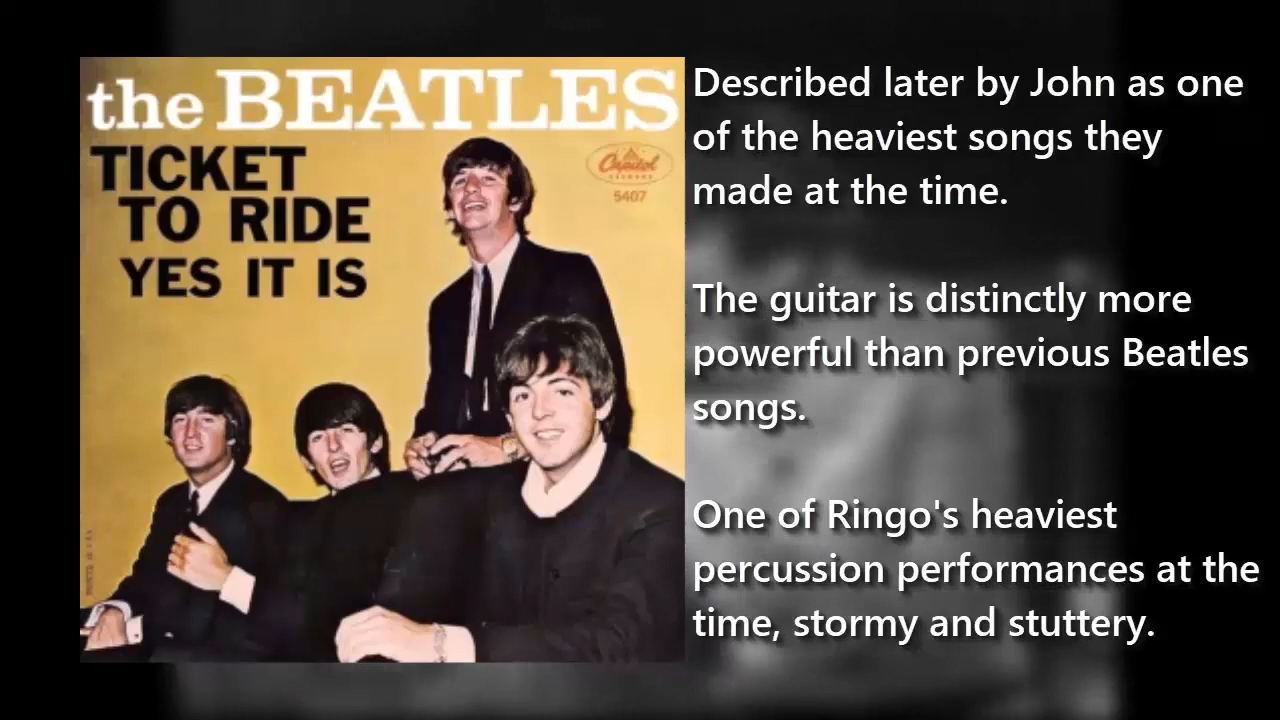 the BEATLES
TICKET
TO RIDE
YES IT IS
Capitol
RECORDS
5407
Described later by John as one
of the heaviest songs they
made at the time.
The guitar is distinctly more
powerful than previous Beatles
songs.
One of Ringo's heaviest
percussion performances at the
time, stormy and stuttery.